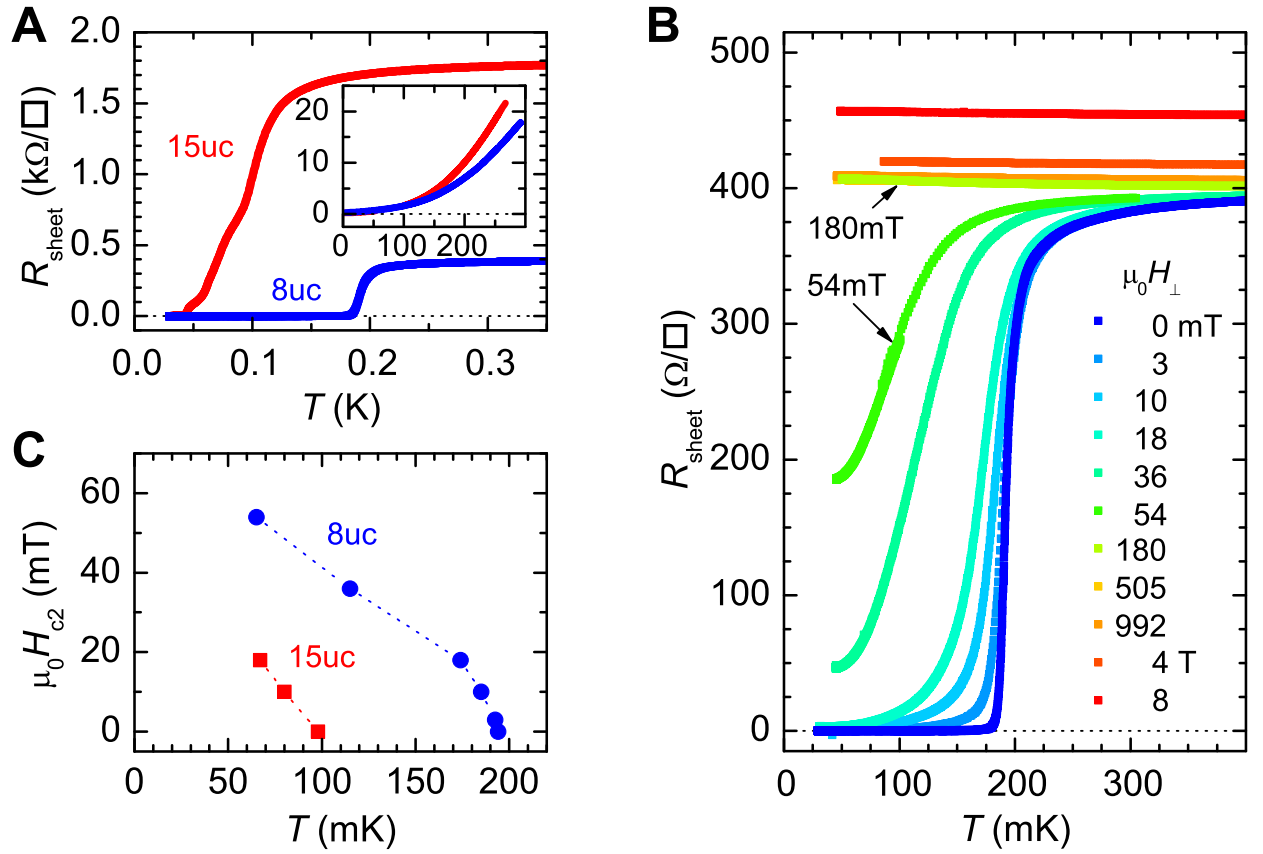 A
2.0
1.5
1.0
0.5
0.0
R sheet (kΩ/□)
15uc
8uc
20
10
0
0 100 200
0.0 0.1 0.2 0.3
T (K)
B
500
400
300
200
100
0
R sheet (Ω/□)
180mT
54mT
μ0H⊥
0 mT
3
10
18
36
54
180
505
992
4 T
8
0 100 200 300
T (mK)
C
60
40
20
0
μ0Hc2 (mT)
8uc
15uc
0 50 100 150 200
T (mK)